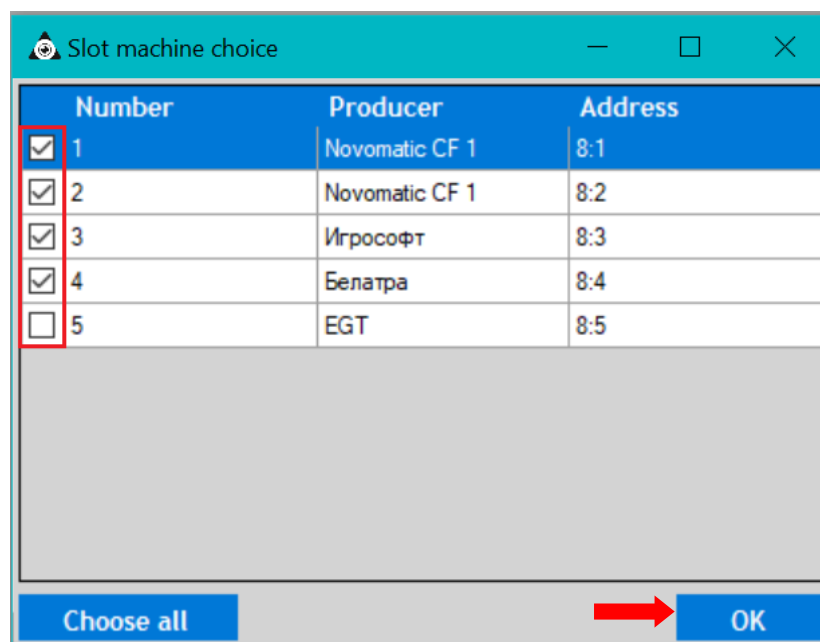 Slot machine choice
Number Producer Address
1 Novomatic CF 1 8:1
2 Novomatic CF 1 8:2
3 Игрософт 8:3
4 Белатра 8:4
5 EGT 8:5
Choose all OK